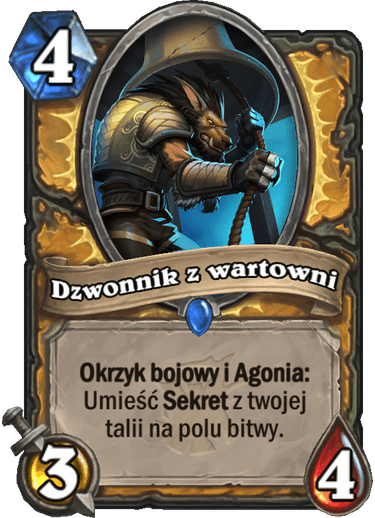 4
Dzwonnik z wartowni
Okrzyk bojowy i Agonia:
Umieść Sekret z twojej
talii na polu bitwy.
3
4